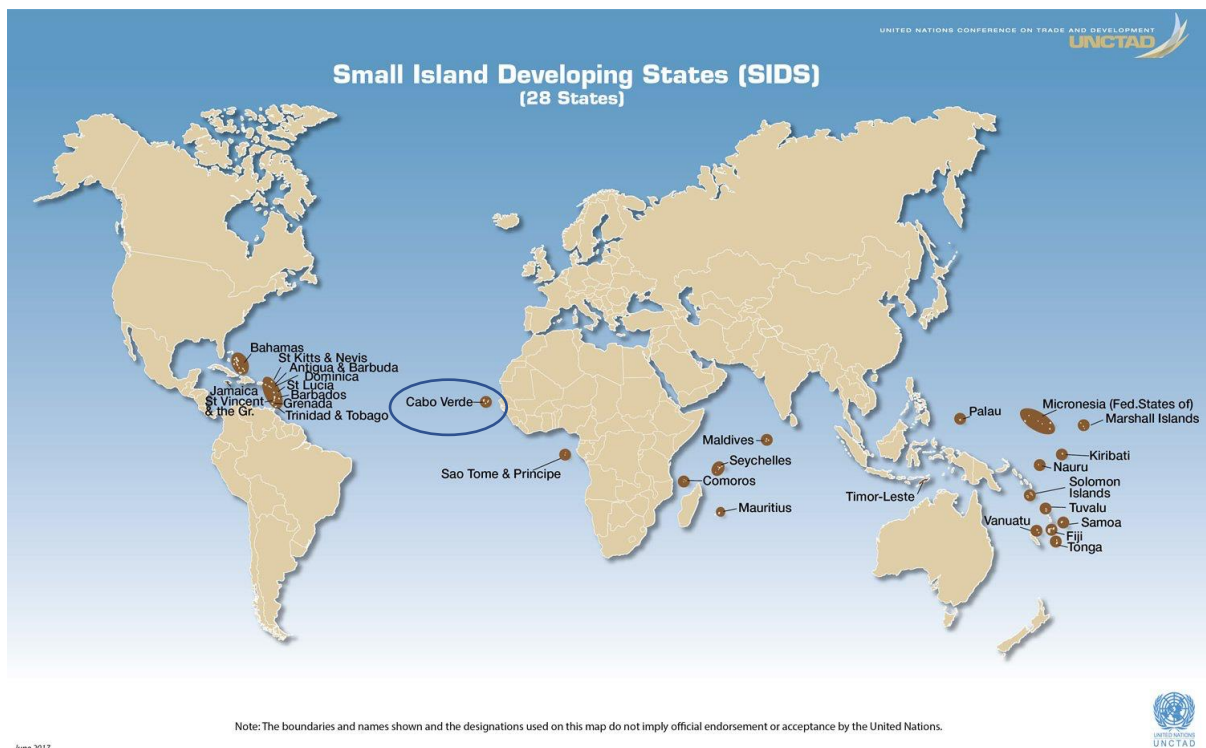 UNITED NATIONS CONFERENCE ON TRADE AND DEVELOPMENT
UNCTAD
Small Island Developing States (SIDS)
(28 States)
Bahamas
St Kitts & Nevis
Antigua & Barbuda
Dominica
Jamaica
St Lucia
St Vincent
& the Gr.
Barbados
Grenada
Trinidad & Tobago
Cabo Verde
Sao Tome & Principe
Maldives
Seychelles
Comoros
Mauritius
Timor-Leste
Palau
Micronesia (Fed.States of)
Marshall Islands
Kiribati
Nauru
Solomon
Islands
Tuvalu
Vanuatu
Samoa
Fiji
Tonga
Note: The boundaries and names shown and the designations used on this map do not imply official endorsement or acceptance by the United Nations.
UNITED NATIONS
UNCTAD
June 2017